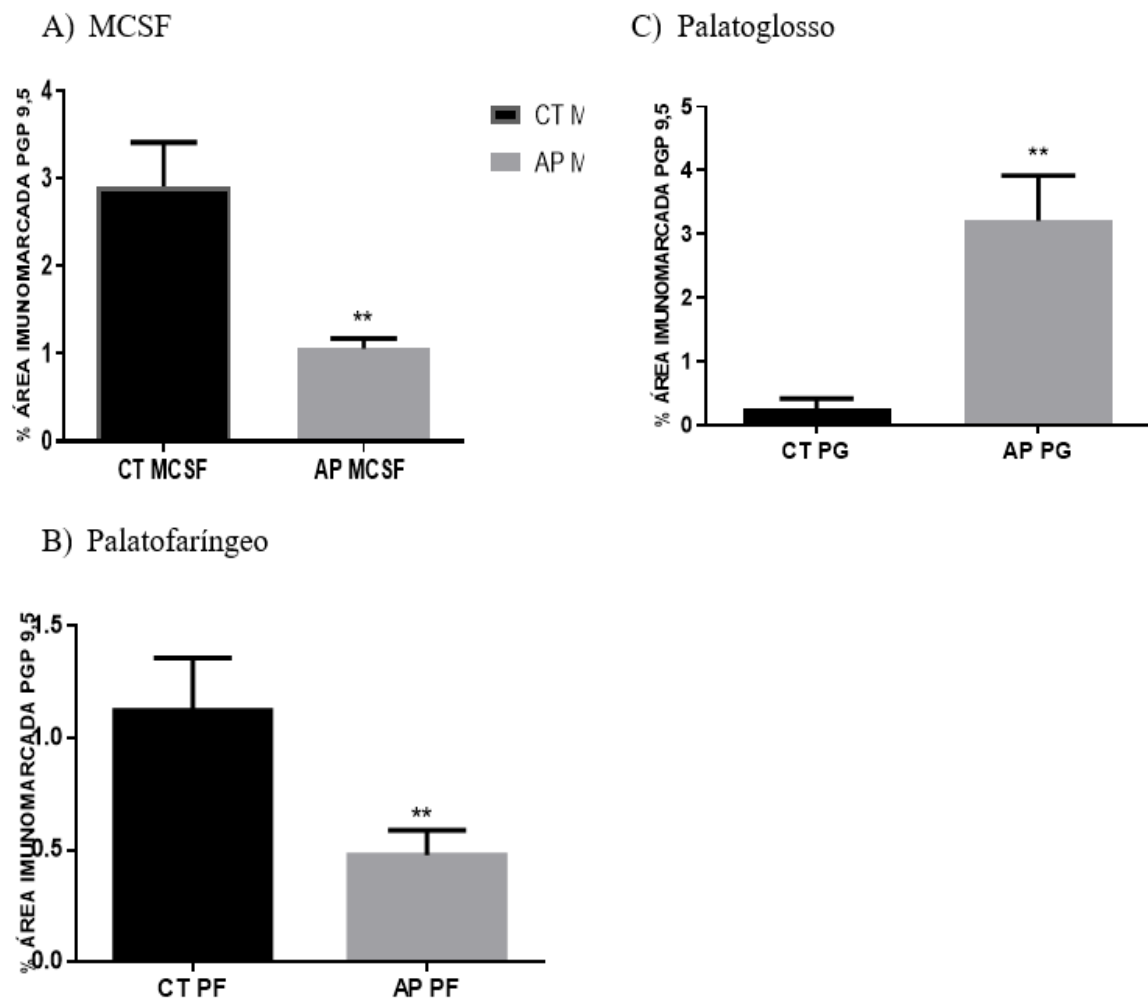 A) MCSF
% ÁREA IMUNOMARCADA PGP 9,5
4
3
2
1
0
**
CT MCSF
AP MCSF
CT M
AP M
C) Palatoglosso
% ÁREA IMUNOMARCADA PGP 9,5
5
4
3
2
1
0
**
CT PG
AP PG
B) Palatofaríngeo
% ÁREA IMUNOMARCADA PGP 9,5
1.5
1.0
0.5
0.0
**
CT PF
AP PF